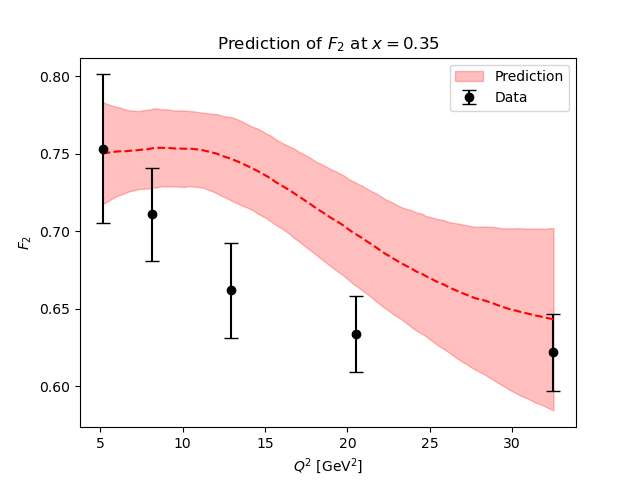 Prediction of F₂ at x = 0.35
Prediction
Data
0.80
0.75
0.70
0.65
0.60
F₂
5 10 15 20 25 30
Q² [GeV²]